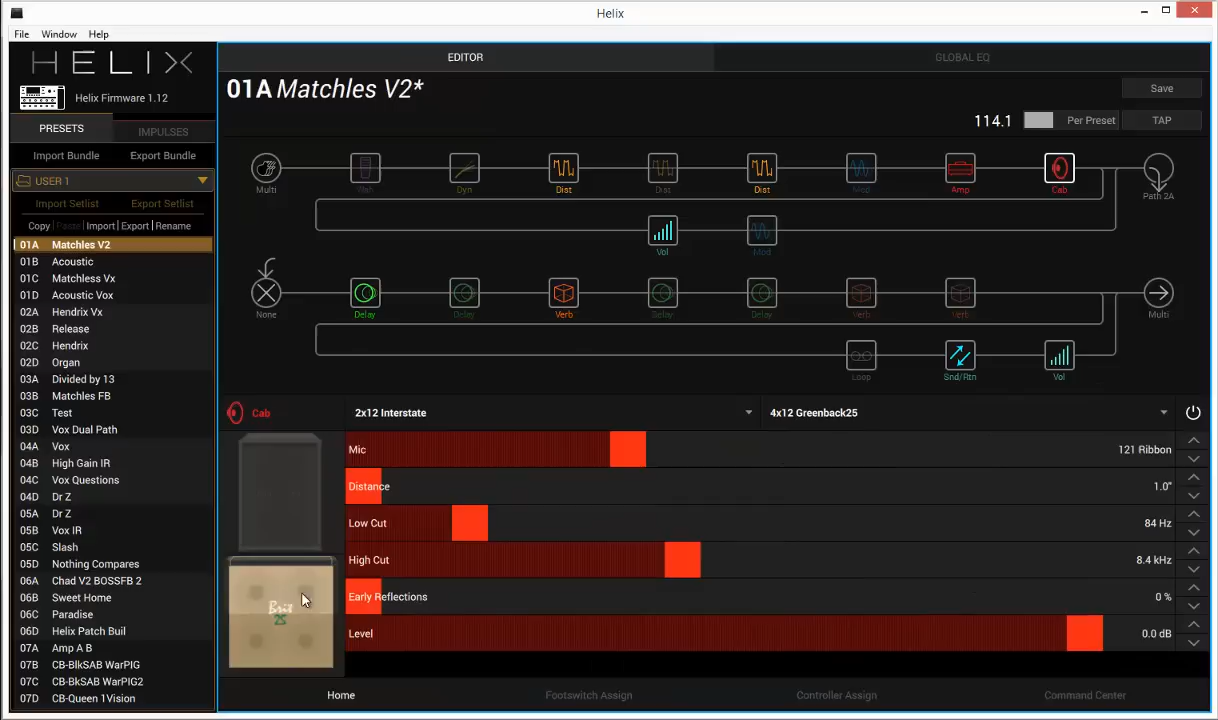 Helix
File Window Help
HELIX
Helix Firmware 1.12
PRESETS IMPULSES
Import Bundle Export Bundle
USER 1
Import Setlist Export Setlist
Copy Paste Import Export Rename
01A Matchles V2
01B Acoustic
01C Matchless Vx
01D Acoustic Vox
02A Hendrix Vx
02B Release
02C Hendrix
02D Organ
03A Divided by 13
03B Matchles FB
03C Test
03D Vox Dual Path
04A Vox
04B High Gain IR
04C Vox Questions
04D Dr Z
05A Dr Z
05B Vox IR
05C Slash
05D Nothing Compares
06A Chad V2 BOSSFB 2
06B Sweet Home
06C Paradise
06D Helix Patch Buil
07A Amp A B
07B CB-BlkSAB WarPIG
07C CB-BkSAB WarPIG2
07D CB-Queen 1Vision
EDITOR GLOBAL EQ
01A Matchles V2*
Save
114.1 Per Preset TAP
Multi Wah Dyn Dist Dist Dist Mod Amp Cab Path 2A
Vol Mod
None Delay Delay Verb Delay Delay Verb Verb Multi
Loop Snd/Rtn Vol
Cab 2x12 Interstate 4x12 Greenback25
Mic 121 Ribbon
Distance 1.0"
Low Cut 84 Hz
High Cut 8.4 kHz
Early Reflections 0 %
Level 0.0 dB
Brit
25
Home Footswitch Assign Controller Assign Command Center